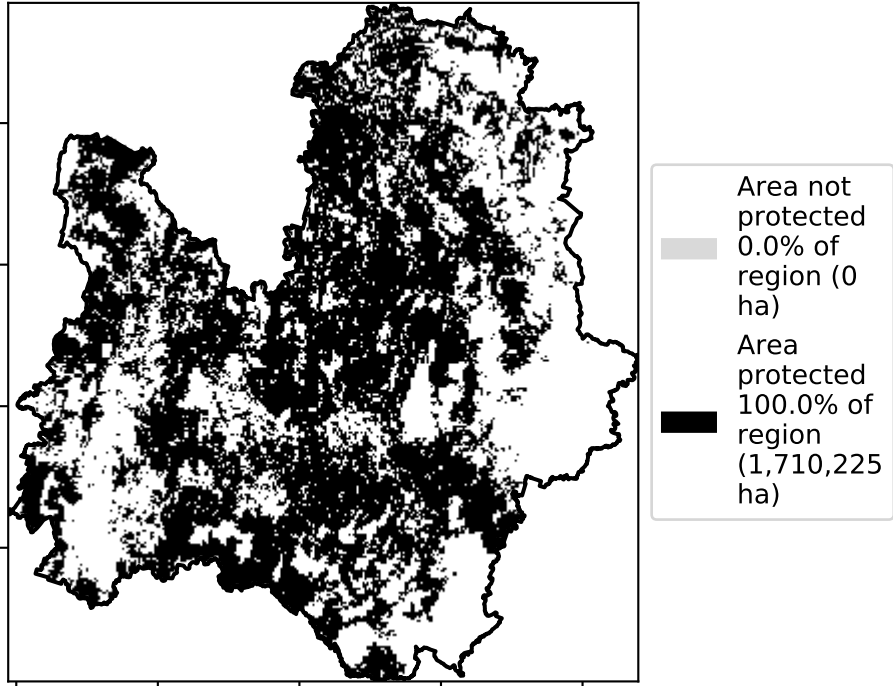 Area not
protected
0.0% of
region (0
ha)
Area
protected
100.0% of
region
(1,710,225
ha)